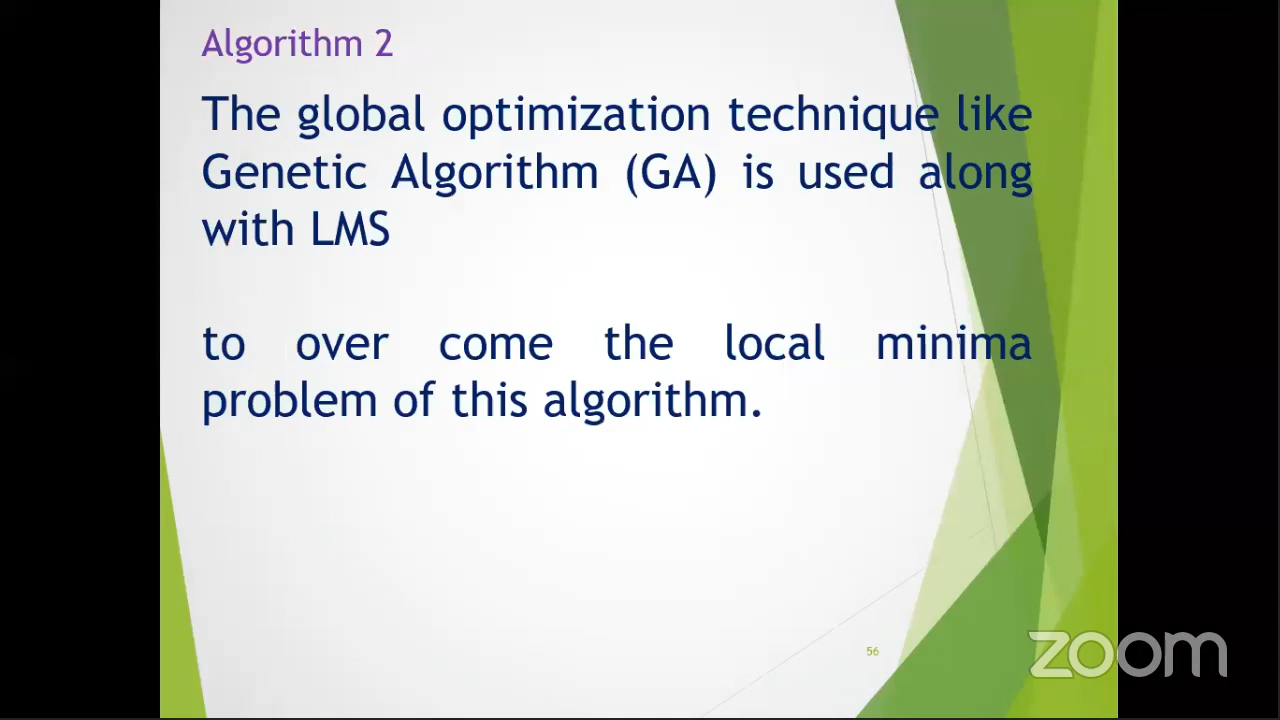 Algorithm 2
The global optimization technique like
Genetic Algorithm (GA) is used along
with LMS
to over come the local minima
problem of this algorithm.
56
zoom